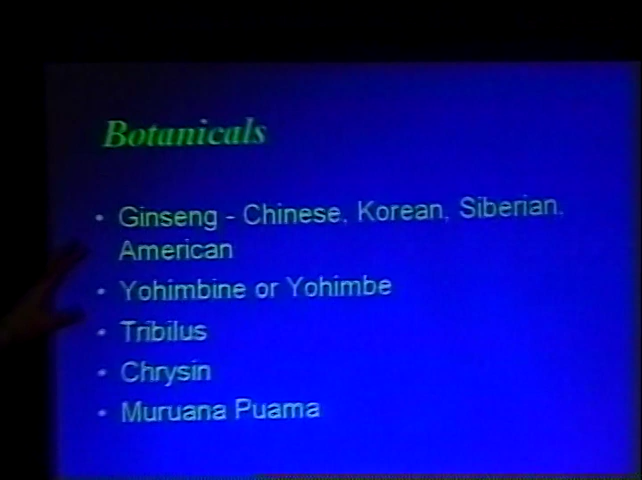 Botanicals
• Ginseng - Chinese, Korean, Siberian,
American
• Yohimbine or Yohimbe
• Tribilus
• Chrysin
• Muruana Puama